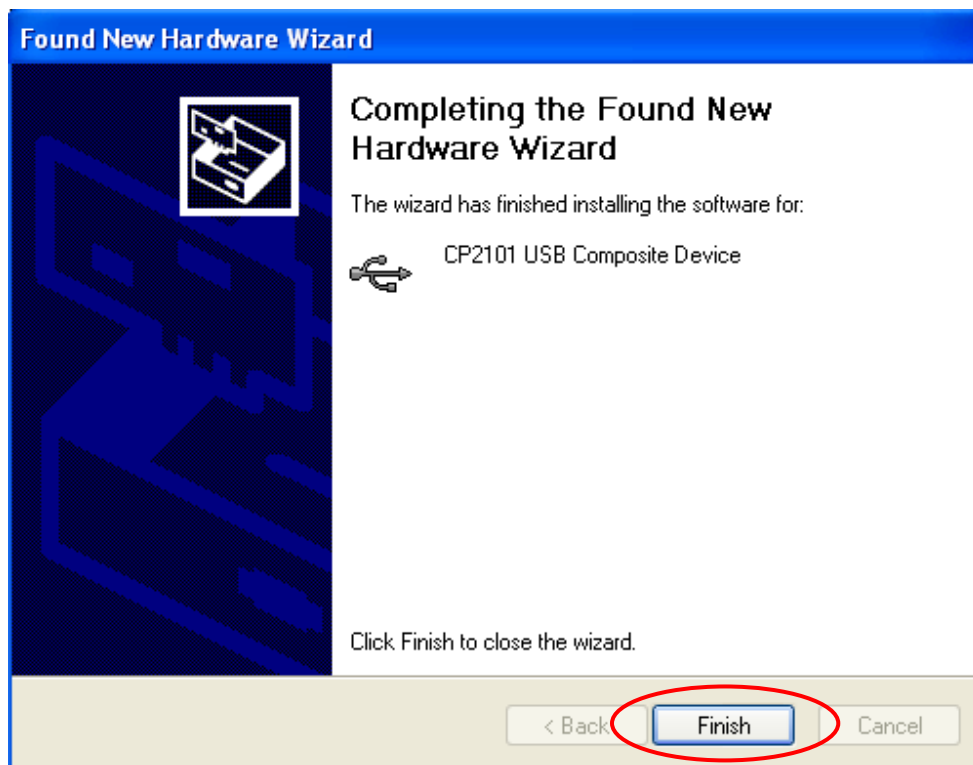 Found New Hardware Wizard
Completing the Found New
Hardware Wizard
The wizard has finished installing the software for:
CP2101 USB Composite Device
Click Finish to close the wizard.
< Back
Finish
Cancel